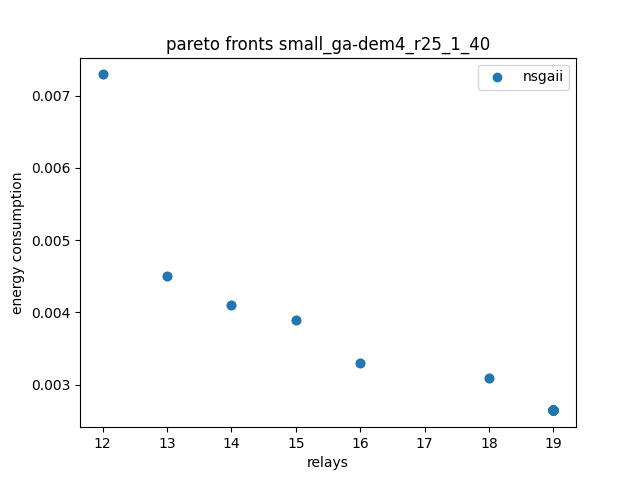 pareto fronts small_ga-dem4_r25_1_40
nsgaii
0.007
0.006
0.005
0.004
0.003
energy consumption
12 13 14 15 16 17 18 19
relays